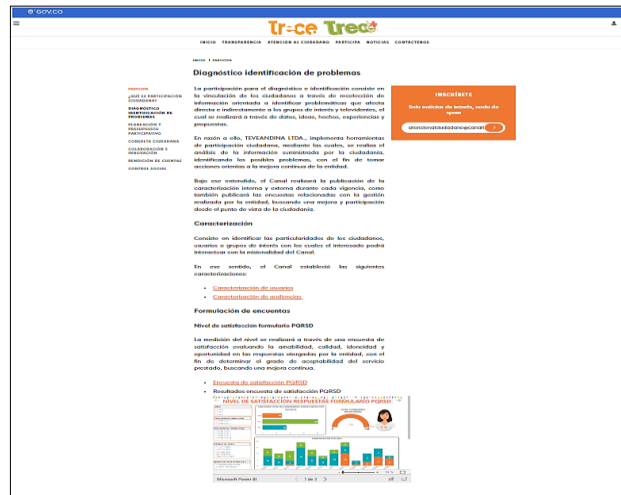 GOV.CO
Trece Trece
INICIO TRANSPARENCIA ATENCIÓN AL CIUDADANO PARTICIPA NOTICIAS CONTÁCTENOS
INICIO | PARTICIPA
Diagnóstico identificación de problemas
PARTICIPA
¿QUÉ ES PARTICIPACIÓN
CIUDADANA?
DIAGNÓSTICO
IDENTIFICACIÓN DE
PROBLEMAS
PLANEACIÓN Y
PRESUPUESTO
PARTICIPATIVO
CONSULTA CIUDADANA
COLABORACIÓN E
INNOVACIÓN
RENDICIÓN DE CUENTAS
CONTROL SOCIAL
La participación para el diagnóstico e identificación consiste en
la vinculación de los ciudadanos a través de recolección de
información orientada a identificar problemáticas que afecta
directa e indirectamente a los grupos de interés y televidentes, el
cual se realizará a través de datos, ideas, hechos, experiencias y
propuestas.
En razón a ello, TEVEANDINA LTDA., implementa herramientas
de participación ciudadana, mediante las cuales, se realiza el
análisis de la información suministrada por la ciudadanía,
identificando los posibles problemas, con el fin de tomar
acciones orientas a la mejora continua de la entidad.
Bajo ese entendido, el Canal realizará la publicación de la
caracterización interna y externa durante cada vigencia, como
también publicará las encuestas relacionadas con la gestión
realizada por la entidad, buscando una mejora y participación
desde el punto de vista de la ciudadanía.
Caracterización
Consiste en identificar las particularidades de los ciudadanos,
usuarios o grupos de interés con los cuales el interesado podrá
interactuar con la misionalidad del Canal.
En ese sentido, el Canal estableció las siguientes
caracterizaciones:
• Caracterización de usuarios
• Caracterización de audiencias
Formulación de encuestas
Nivel de satisfacción formulario PQRSD
La medición del nivel se realizará a través de una encuesta de
satisfacción evaluando la amabilidad, calidad, idoneidad y
oportunidad en las respuestas otorgadas por la entidad, con el
fin de determinar el grado de aceptabilidad del servicio
prestado, buscando una mejora continua.
• Encuesta de satisfacción PQRSD
• Resultados encuesta de satisfacción PQRSD
NIVEL DE SATISFACCIÓN RESPUESTAS FORMULARIO PQRSD
Microsoft Power BI
1 de 3
INSCRÍBETE
Solo noticias de interés, nada de
spam